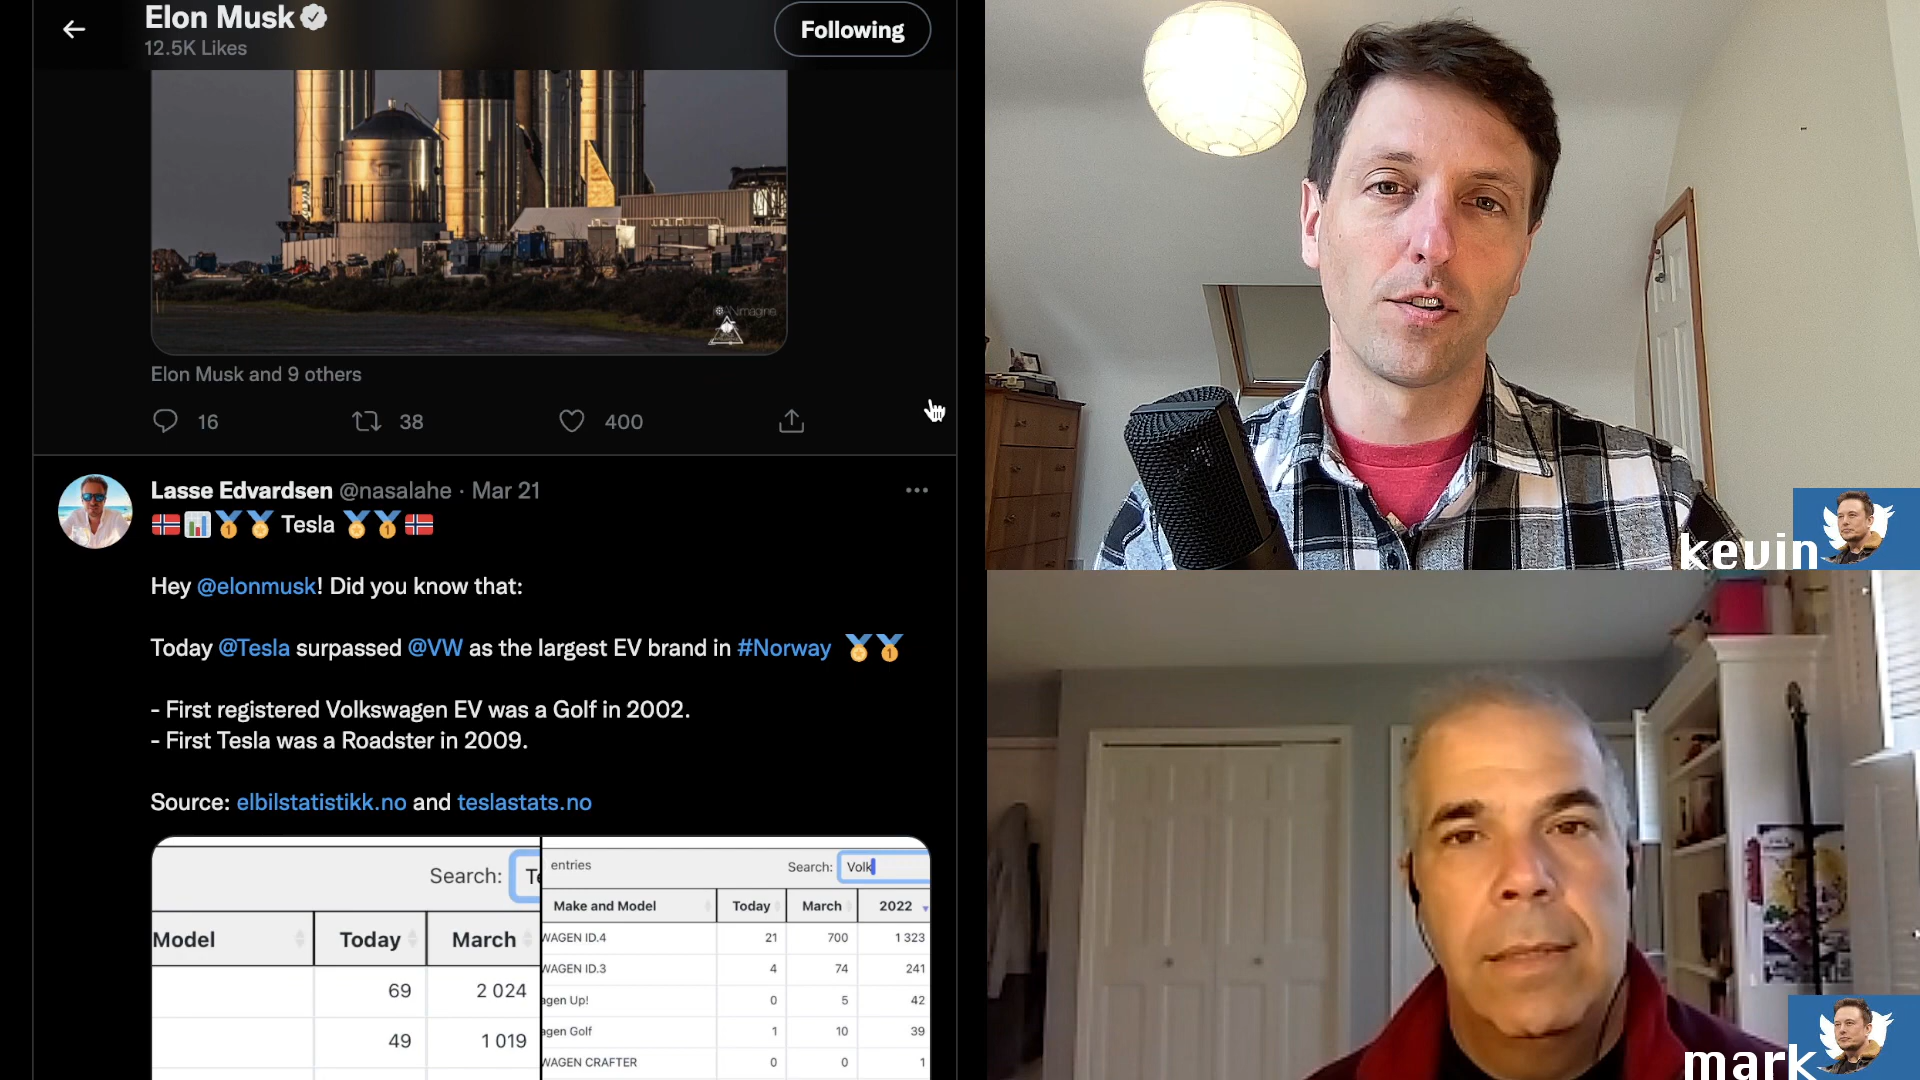 Elon Musk
12.5K Likes
Following
Elon Musk and 9 others
16
38
400
Lasse Edvardsen @nasalahe · Mar 21
Tesla
Hey @elonmusk! Did you know that:
Today @Tesla surpassed @VW as the largest EV brand in #Norway
- First registered Volkswagen EV was a Golf in 2002.
- First Tesla was a Roadster in 2009.
Source: elbilstatistikk.no and teslastats.no
Search: Te
Model Today March
69 2 024
49 1 019
entries Search: Volk
Make and Model Today March 2022
WAGEN ID.4 21 700 1 323
WAGEN ID.3 4 74 241
agen Up! 0 5 42
agen Golf 1 10 39
WAGEN CRAFTER 0 0 1
kevin
mark